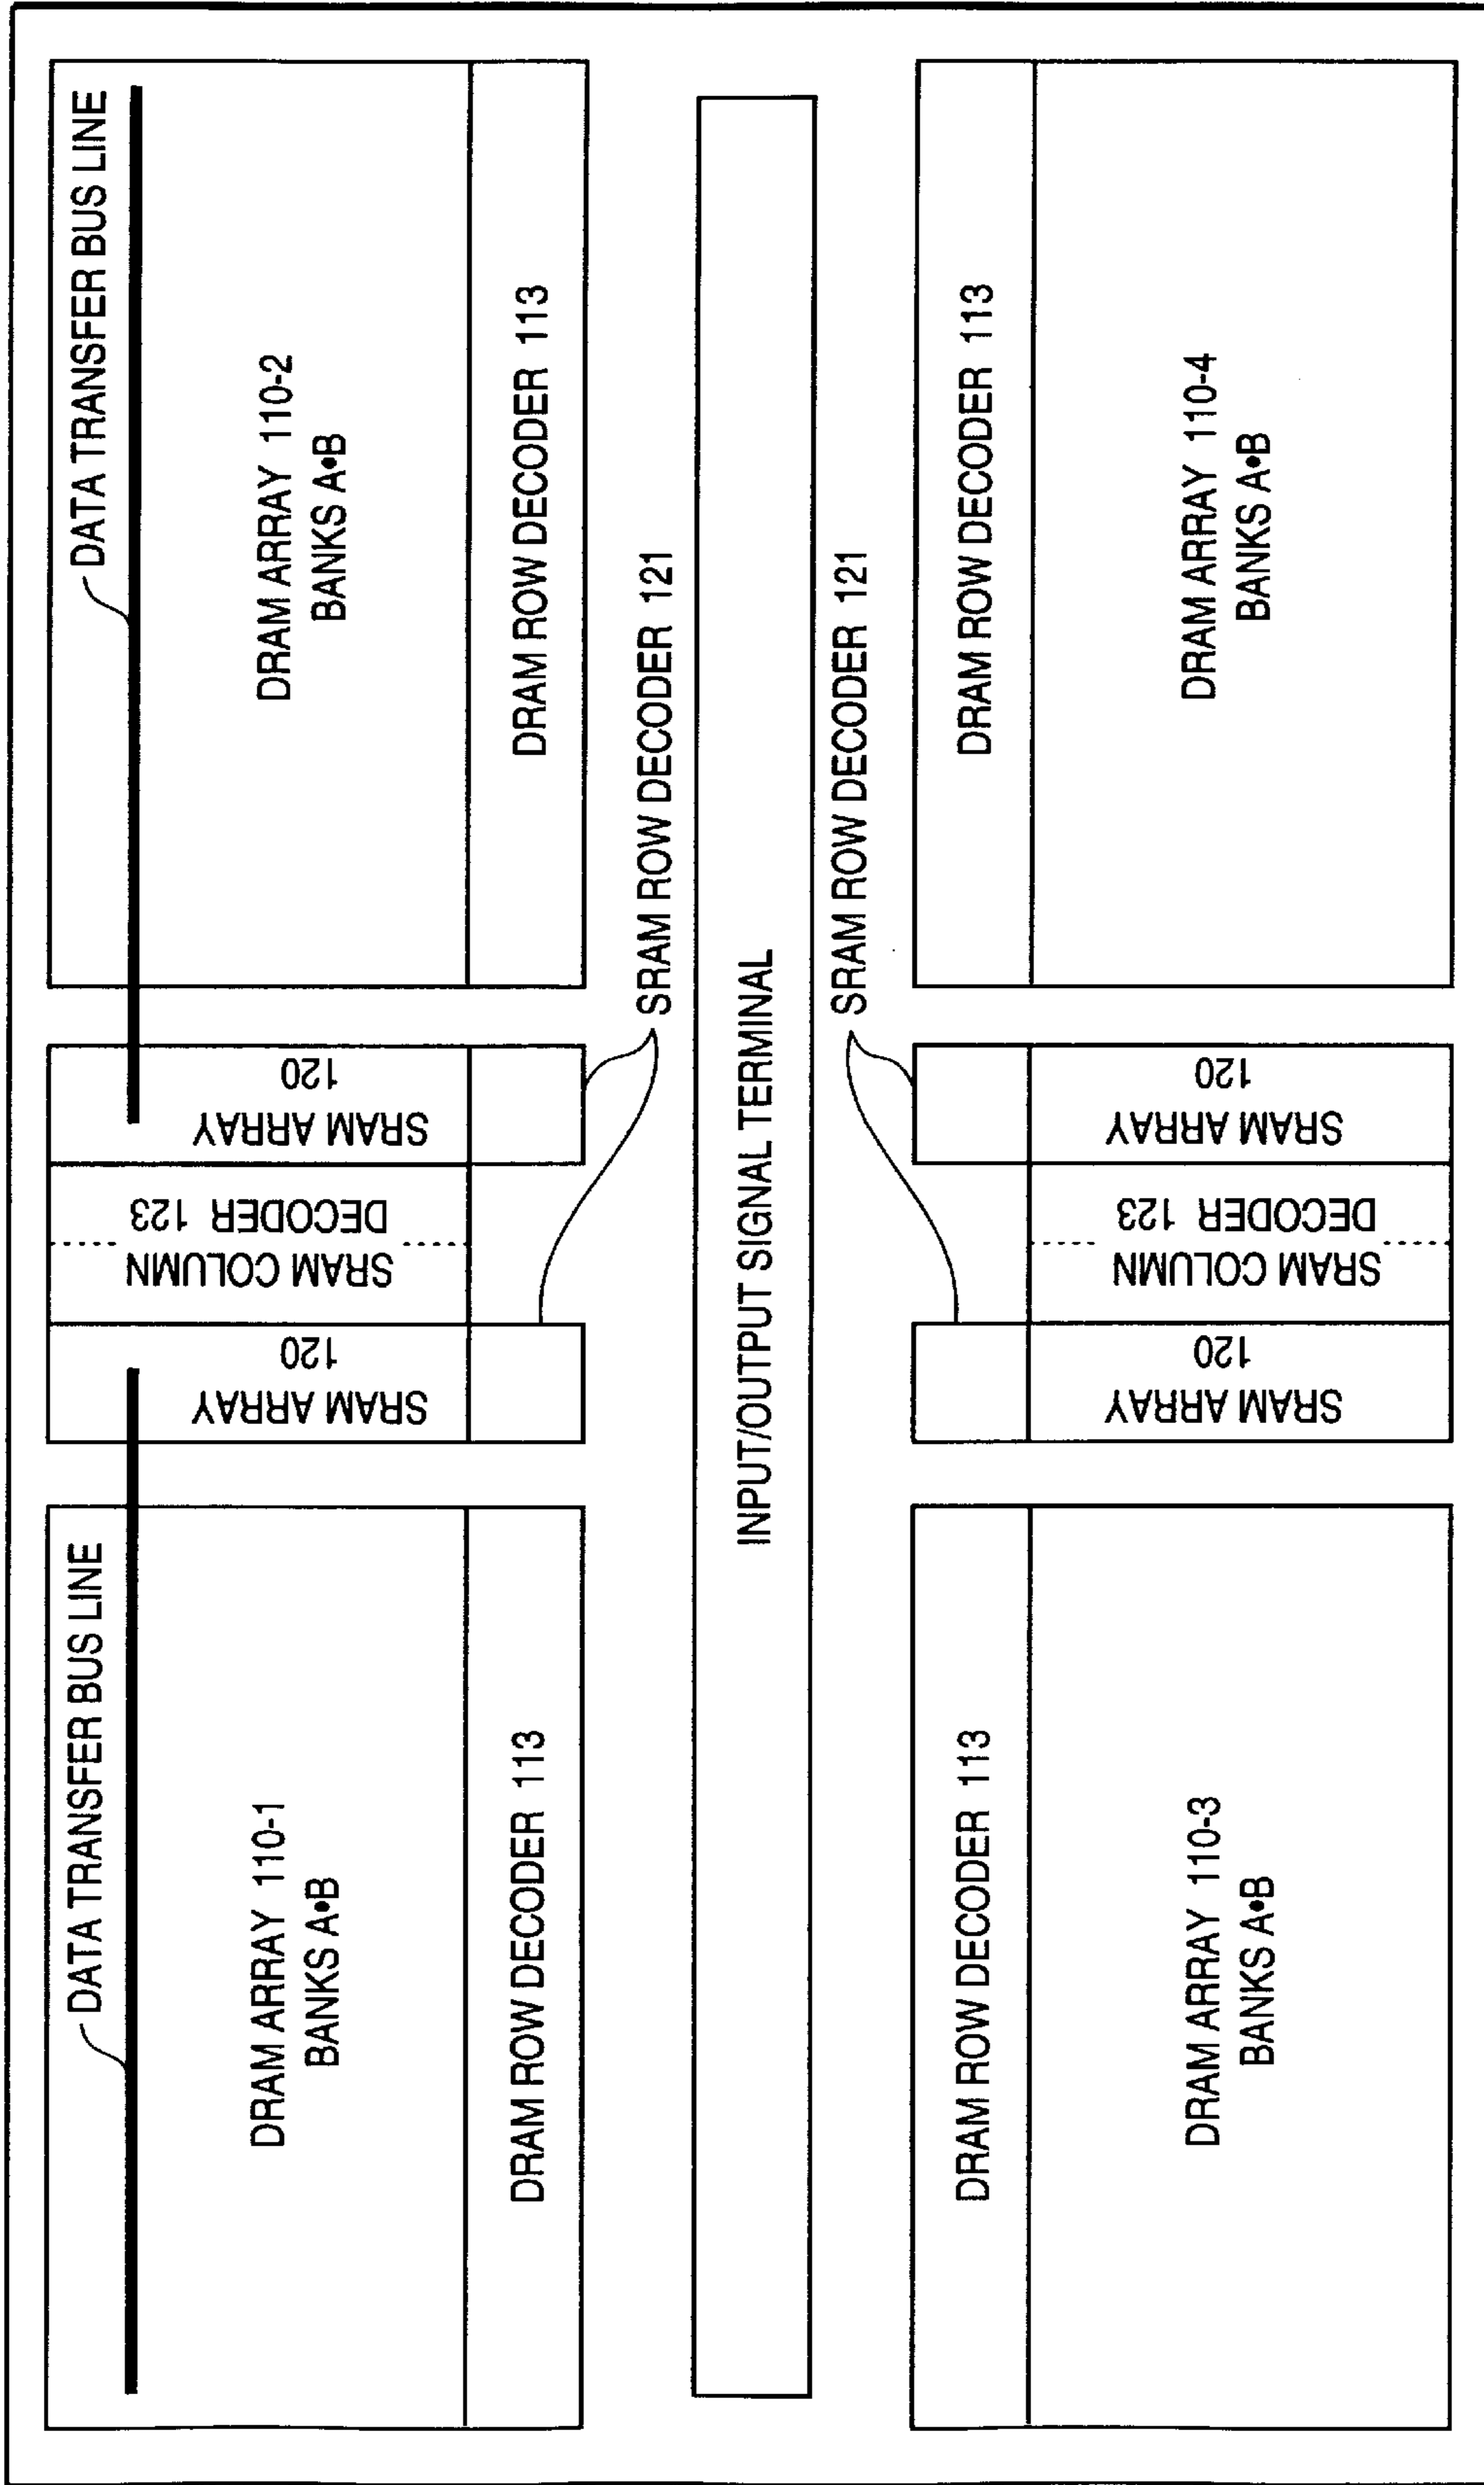 DATA TRANSFER BUS LINE
DRAM ARRAY 110-1
BANKS A•B
DRAM ROW DECODER 113
SRAM ARRAY
120
SRAM COLUMN
DECODER 123
SRAM ARRAY
120
DATA TRANSFER BUS LINE
DRAM ARRAY 110-2
BANKS A•B
DRAM ROW DECODER 113
SRAM ROW DECODER 121
INPUT/OUTPUT SIGNAL TERMINAL
SRAM ROW DECODER 121
DRAM ROW DECODER 113
DRAM ARRAY 110-3
BANKS A•B
SRAM ARRAY
120
SRAM COLUMN
DECODER 123
SRAM ARRAY
120
DRAM ROW DECODER 113
DRAM ARRAY 110-4
BANKS A•B